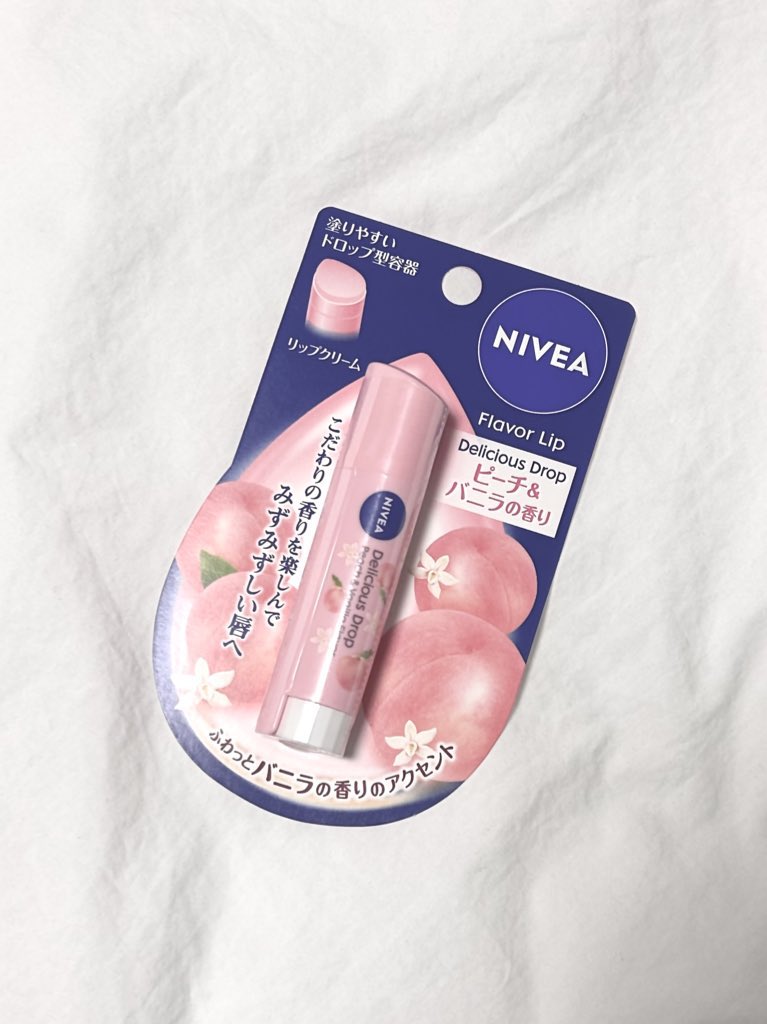 塗りやすい
ドロップ型容器
リップクリーム
NIVEA
Flavor Lip
Delicious Drop
ピーチ&
バニラの香り
こだわりの香りを楽しんで
みずみずしい唇へ
NIVEA
Delicious Drop
Peach & Vanilla
ふわっとバニラの香りのアクセント